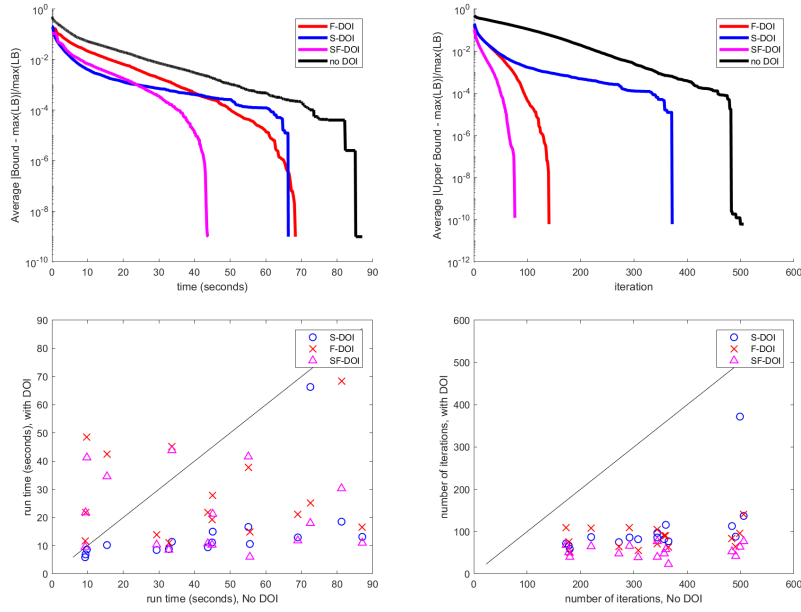 Average |Bound - max(LB)|/max(LB)
10^0
10^-2
10^-4
10^-6
10^-8
10^-10
0 10 20 30 40 50 60 70 80 90
time (seconds)
F-DOI
S-DOI
SF-DOI
no DOI
Average |Upper Bound - max(LB)|/max(LB)
10^0
10^-2
10^-4
10^-6
10^-8
10^-10
10^-12
0 100 200 300 400 500 600
iteration
F-DOI
S-DOI
SF-DOI
no DOI
run time (seconds), with DOI
90
80
70
60
50
40
30
20
10
0
0 10 20 30 40 50 60 70 80 90
run time (seconds), No DOI
S-DOI
F-DOI
SF-DOI
number of iterations, with DOI
600
500
400
300
200
100
0
0 100 200 300 400 500 600
number of iterations, No DOI
S-DOI
F-DOI
SF-DOI